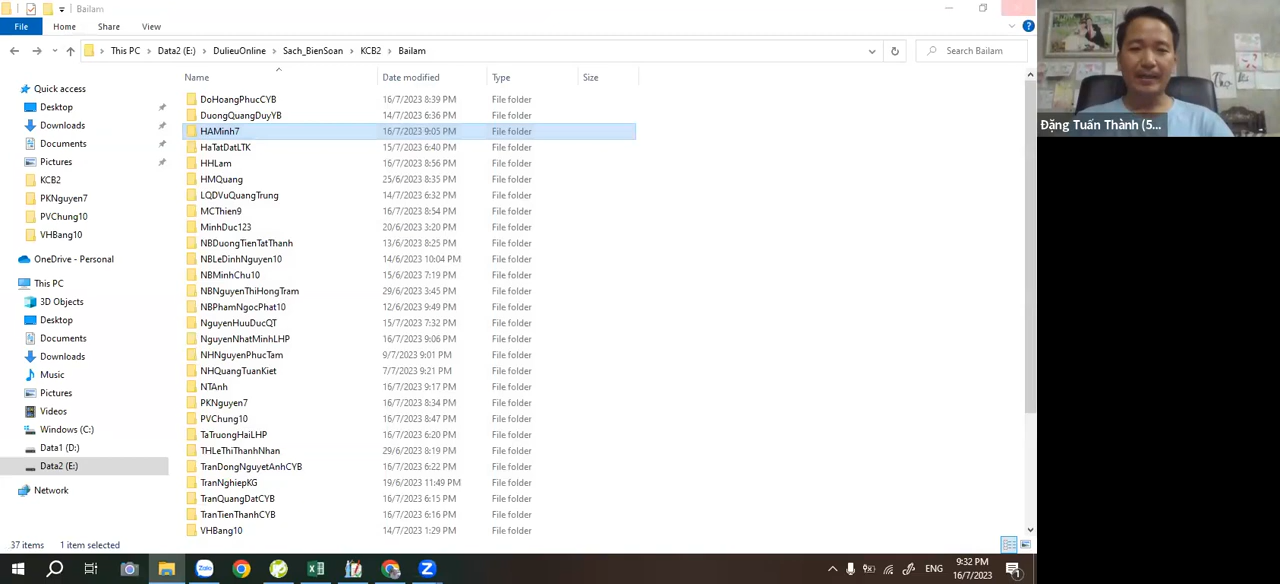 Bailam
File Home Share View
This PC Data2 (E:) DulieuOnline Sach_BienSoan KCB2 Bailam Search Bailam
Name Date modified Type Size
Quick access
Desktop
Downloads
Documents
Pictures
KCB2
PKNguyen7
PVChung10
VHBang10
OneDrive - Personal
This PC
3D Objects
Desktop
Documents
Downloads
Music
Pictures
Videos
Windows (C:)
Data1 (D:)
Data2 (E:)
Network
DoHoangPhucCYB 16/7/2023 8:39 PM File folder
DuongQuangDuyYB 14/7/2023 6:36 PM File folder
HAMinh7 16/7/2023 9:05 PM File folder
HaTatDatLTK 15/7/2023 6:40 PM File folder
HHLam 16/7/2023 8:56 PM File folder
HMQuang 25/6/2023 8:35 PM File folder
LQDVuQuangTrung 14/7/2023 6:32 PM File folder
MCThien9 16/7/2023 8:54 PM File folder
MinhDuc123 20/6/2023 3:20 PM File folder
NBDuongTienTatThanh 13/6/2023 8:25 PM File folder
NBLeDinhNguyen10 14/6/2023 10:04 PM File folder
NBMinhChu10 15/6/2023 7:19 PM File folder
NBNguyenThiHongTram 29/6/2023 3:45 PM File folder
NBPhamNgocPhat10 12/6/2023 9:49 PM File folder
NguyenHuuDucQT 15/7/2023 7:32 PM File folder
NguyenNhatMinhLHP 16/7/2023 9:06 PM File folder
NHNguyenPhucTam 9/7/2023 9:01 PM File folder
NHQuangTuanKiet 7/7/2023 9:21 PM File folder
NTAnh 16/7/2023 9:17 PM File folder
PKNguyen7 16/7/2023 8:34 PM File folder
PVChung10 16/7/2023 8:47 PM File folder
TaTruongHaiLHP 16/7/2023 6:20 PM File folder
THLeThiThanhNhan 29/6/2023 8:19 PM File folder
TranDongNguyetAnhCYB 16/7/2023 6:22 PM File folder
TranNghiepKG 19/6/2023 11:49 PM File folder
TranQuangDatCYB 16/7/2023 6:15 PM File folder
TranTienThanhCYB 16/7/2023 6:16 PM File folder
VHBang10 14/7/2023 1:29 PM File folder
37 items 1 item selected
Đặng Tuấn Thành (5...
ENG
9:32 PM
16/7/2023